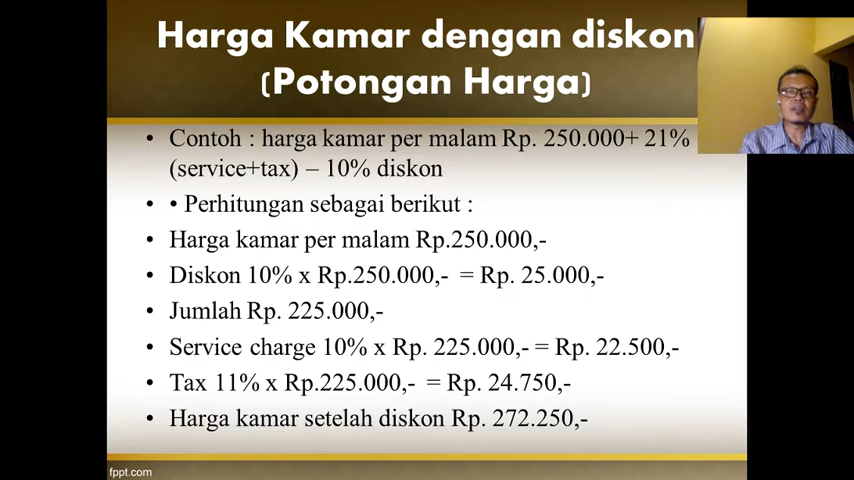 Harga Kamar dengan diskon
(Potongan Harga)
• Contoh : harga kamar per malam Rp. 250.000+ 21%
(service+tax) – 10% diskon
• • Perhitungan sebagai berikut :
• Harga kamar per malam Rp.250.000,-
• Diskon 10% x Rp.250.000,- = Rp. 25.000,-
• Jumlah Rp. 225.000,-
• Service charge 10% x Rp. 225.000,- = Rp. 22.500,-
• Tax 11% x Rp.225.000,- = Rp. 24.750,-
• Harga kamar setelah diskon Rp. 272.250,-
fppt.com